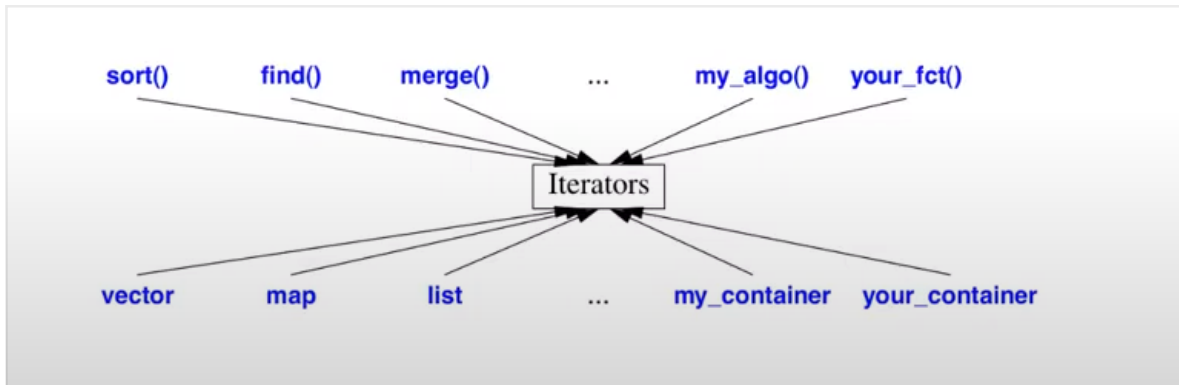 sort() find() merge() ... my_algo() your_fct()
Iterators
vector map list ... my_container your_container